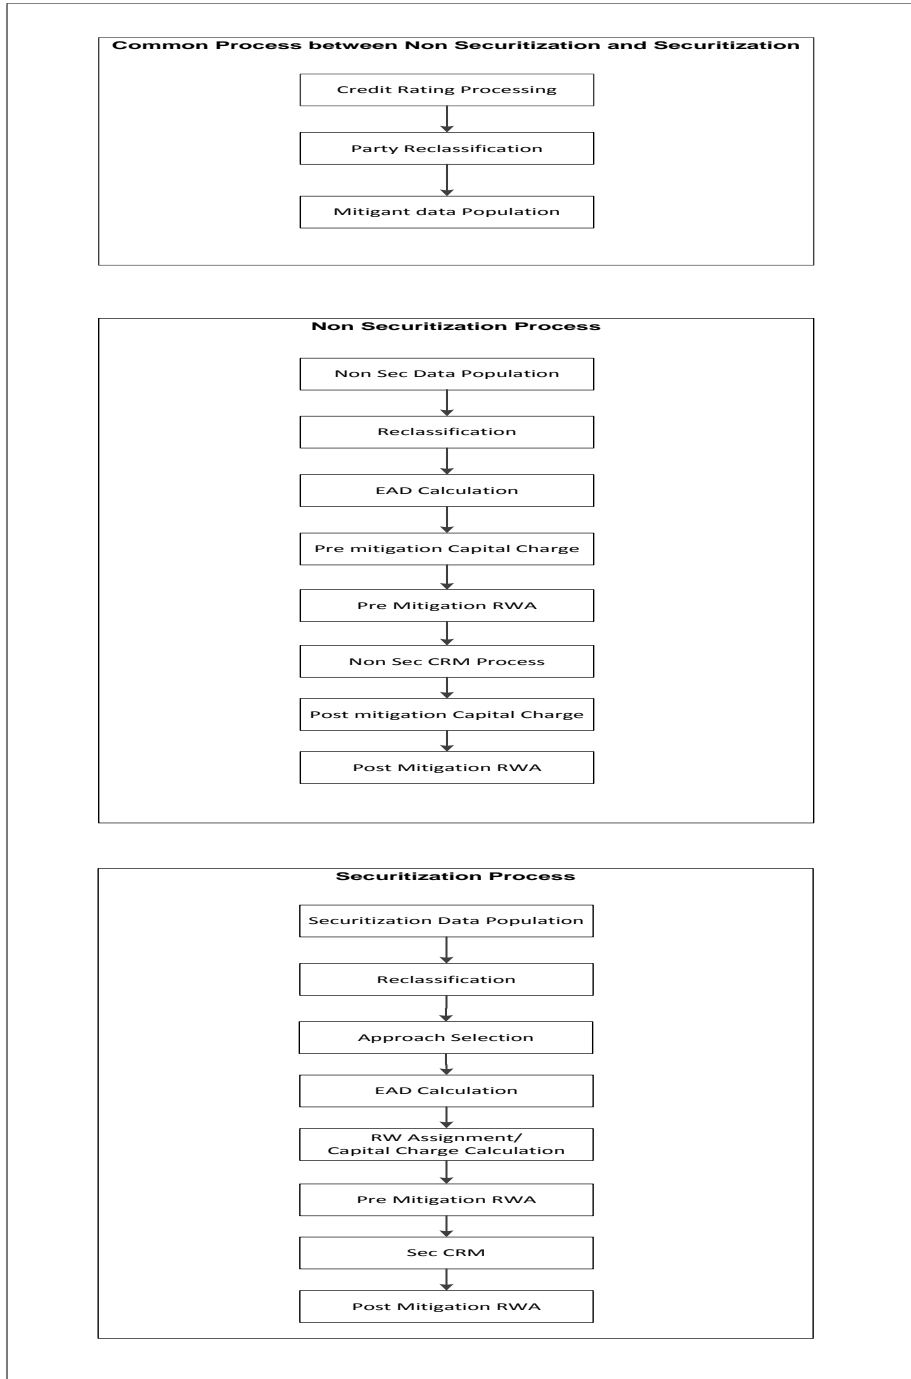 Common Process between Non Securitization and Securitization
Credit Rating Processing
Party Reclassification
Mitigant data Population
Non Securitization Process
Non Sec Data Population
Reclassification
EAD Calculation
Pre mitigation Capital Charge
Pre Mitigation RWA
Non Sec CRM Process
Post mitigation Capital Charge
Post Mitigation RWA
Securitization Process
Securitization Data Population
Reclassification
Approach Selection
EAD Calculation
RW Assignment/
Capital Charge Calculation
Pre Mitigation RWA
Sec CRM
Post Mitigation RWA